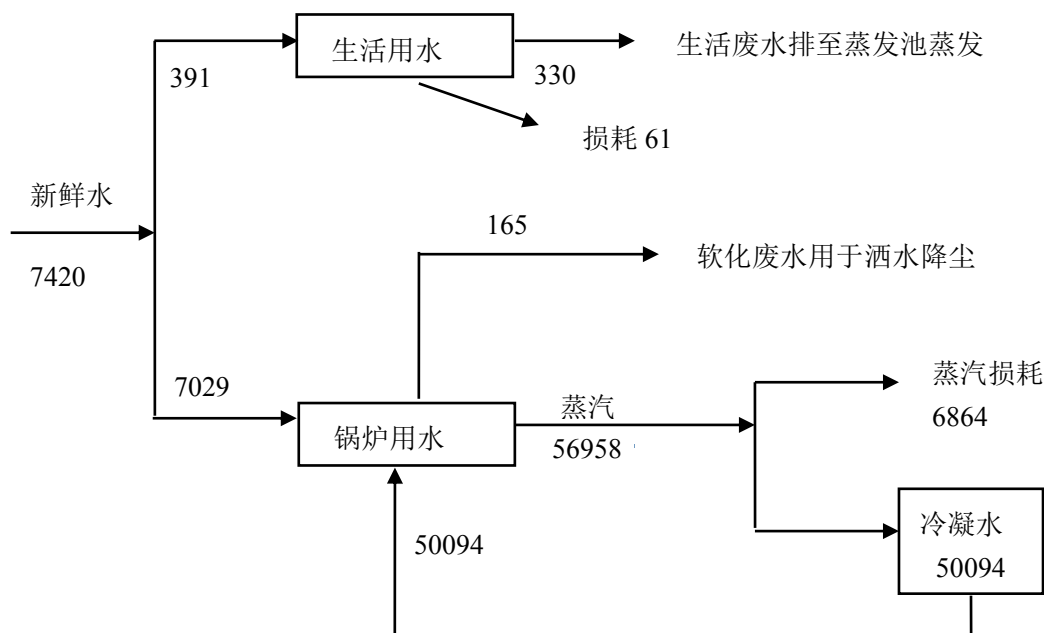 生活用水
生活废水排至蒸发池蒸发
391
330
损耗 61
新鲜水
7420
165
软化废水用于洒水降尘
7029
锅炉用水
蒸汽
56958
蒸汽损耗
6864
50094
冷凝水
50094